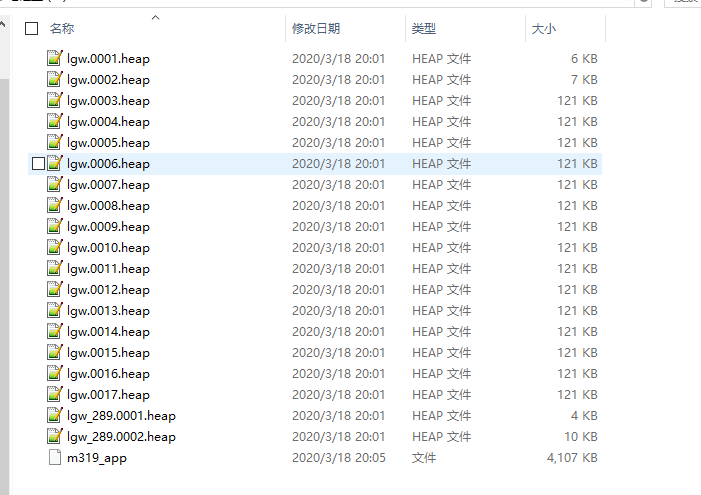 名称 修改日期 类型 大小
lgw.0001.heap 2020/3/18 20:01 HEAP 文件 6 KB
lgw.0002.heap 2020/3/18 20:01 HEAP 文件 7 KB
lgw.0003.heap 2020/3/18 20:01 HEAP 文件 121 KB
lgw.0004.heap 2020/3/18 20:01 HEAP 文件 121 KB
lgw.0005.heap 2020/3/18 20:01 HEAP 文件 121 KB
lgw.0006.heap 2020/3/18 20:01 HEAP 文件 121 KB
lgw.0007.heap 2020/3/18 20:01 HEAP 文件 121 KB
lgw.0008.heap 2020/3/18 20:01 HEAP 文件 121 KB
lgw.0009.heap 2020/3/18 20:01 HEAP 文件 121 KB
lgw.0010.heap 2020/3/18 20:01 HEAP 文件 121 KB
lgw.0011.heap 2020/3/18 20:01 HEAP 文件 121 KB
lgw.0012.heap 2020/3/18 20:01 HEAP 文件 121 KB
lgw.0013.heap 2020/3/18 20:01 HEAP 文件 121 KB
lgw.0014.heap 2020/3/18 20:01 HEAP 文件 121 KB
lgw.0015.heap 2020/3/18 20:01 HEAP 文件 121 KB
lgw.0016.heap 2020/3/18 20:01 HEAP 文件 121 KB
lgw.0017.heap 2020/3/18 20:01 HEAP 文件 121 KB
lgw_289.0001.heap 2020/3/18 20:01 HEAP 文件 4 KB
lgw_289.0002.heap 2020/3/18 20:01 HEAP 文件 10 KB
m319_app 2020/3/18 20:05 文件 4,107 KB